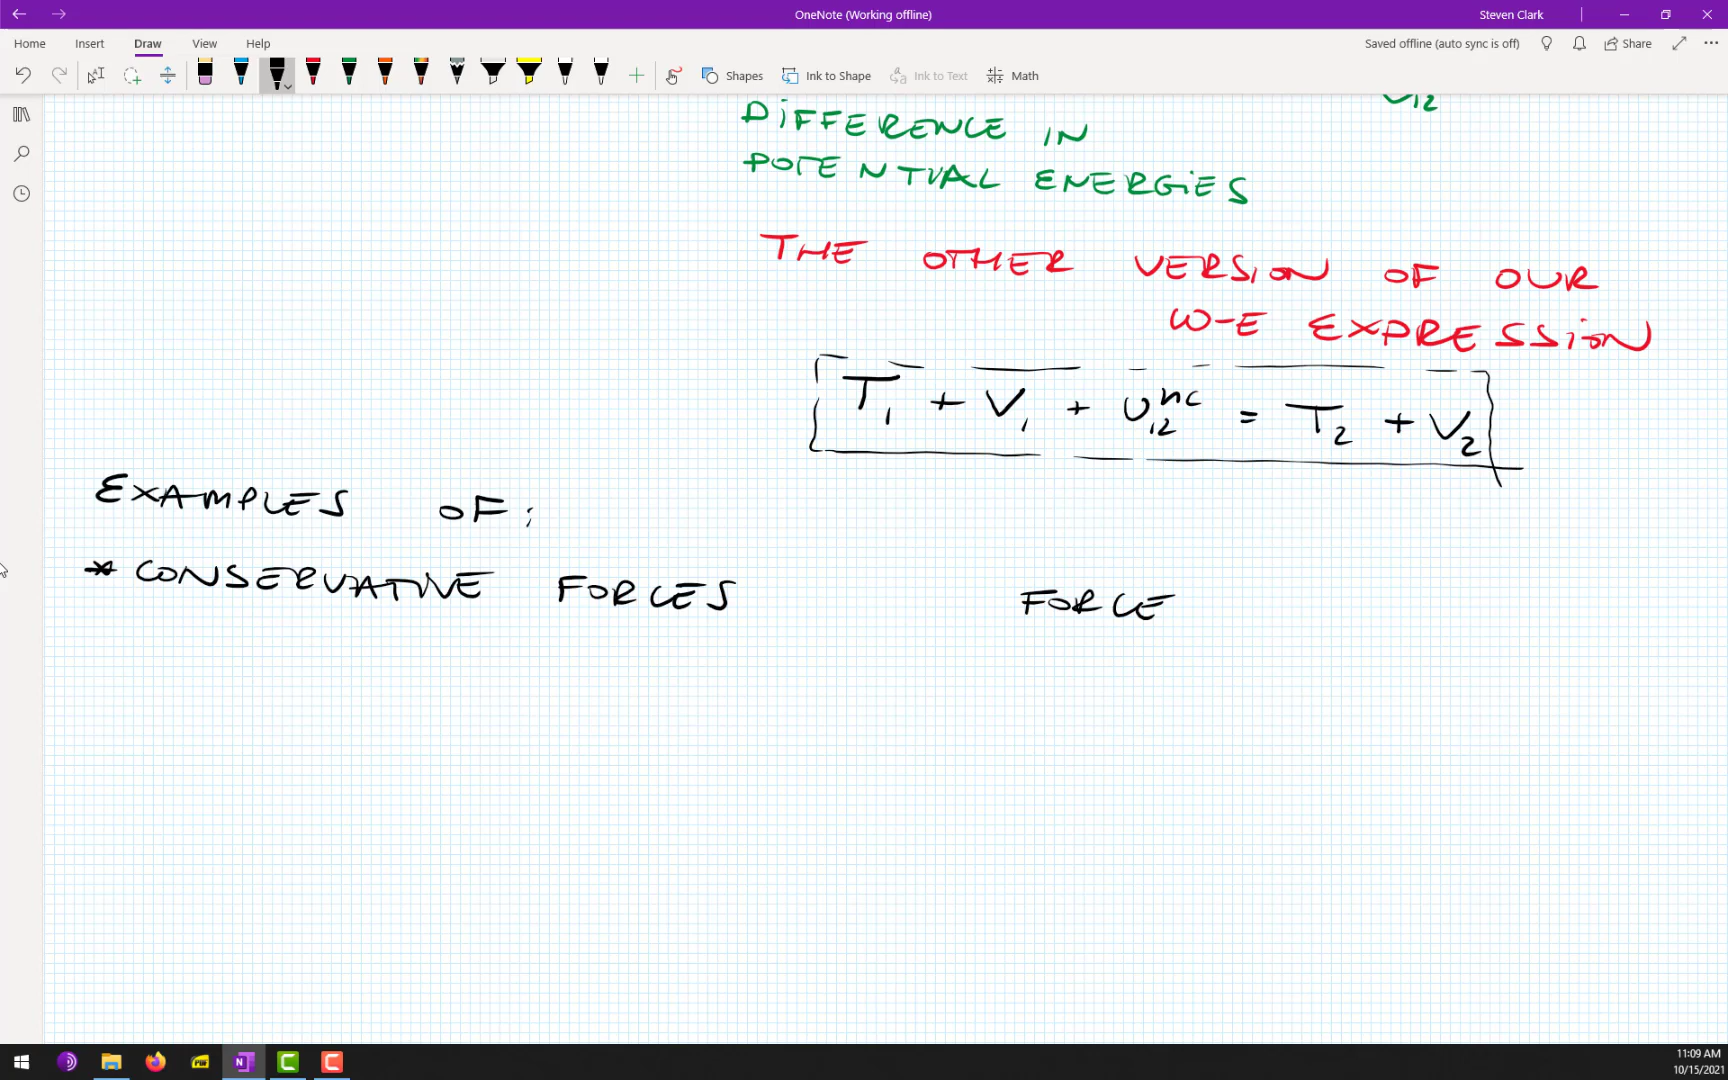 OneNote (Working offline)
Steven Clark
Home Insert Draw View Help
Saved offline (auto sync is off)
Share
Shapes
Ink to Shape
Ink to Text
Math
DIFFERENCE IN
POTENTIAL ENERGIES
THE OTHER VERSION OF OUR
W-E EXPRESSION
T₁ + V₁ + U₁₂ⁿᶜ = T₂ + V₂
EXAMPLES OF:
* CONSERVATIVE FORCES FORCE
11:09 AM
10/15/2021